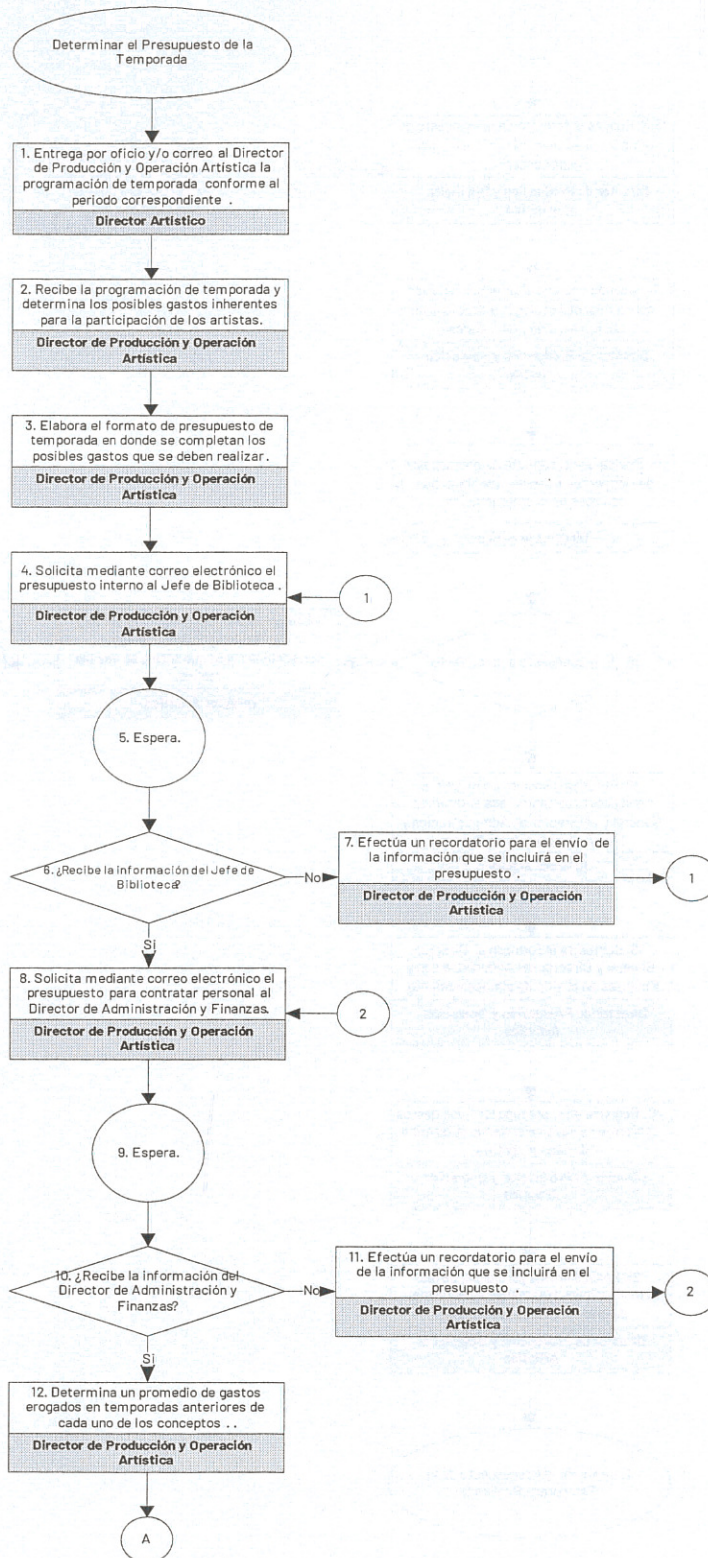 Determinar el Presupuesto de la
Temporada
1. Entrega por oficio y/o correo al Director
de Producción y Operación Artística la
programación de temporada conforme al
periodo correspondiente .
Director Artístico
2. Recibe la programación de temporada y
determina los posibles gastos inherentes
para la participación de los artistas.
Director de Producción y Operación
Artística
3. Elabora el formato de presupuesto de
temporada en donde se completan los
posibles gastos que se deben realizar.
Director de Producción y Operación
Artística
4. Solicita mediante correo electrónico el
presupuesto interno al Jefe de Biblioteca .
Director de Producción y Operación
Artística
1
5. Espera.
6. ¿Recibe la información del Jefe de
Biblioteca?
No
7. Efectúa un recordatorio para el envío de
la información que se incluirá en el
presupuesto .
Director de Producción y Operación
Artística
1
Si
8. Solicita mediante correo electrónico el
presupuesto para contratar personal al
Director de Administración y Finanzas.
Director de Producción y Operación
Artística
2
9. Espera.
10. ¿Recibe la información del
Director de Administración y
Finanzas?
No
11. Efectúa un recordatorio para el envío
de la información que se incluirá en el
presupuesto .
Director de Producción y Operación
Artística
2
Si
12. Determina un promedio de gastos
erogados en temporadas anteriores de
cada uno de los conceptos . .
Director de Producción y Operación
Artística
A